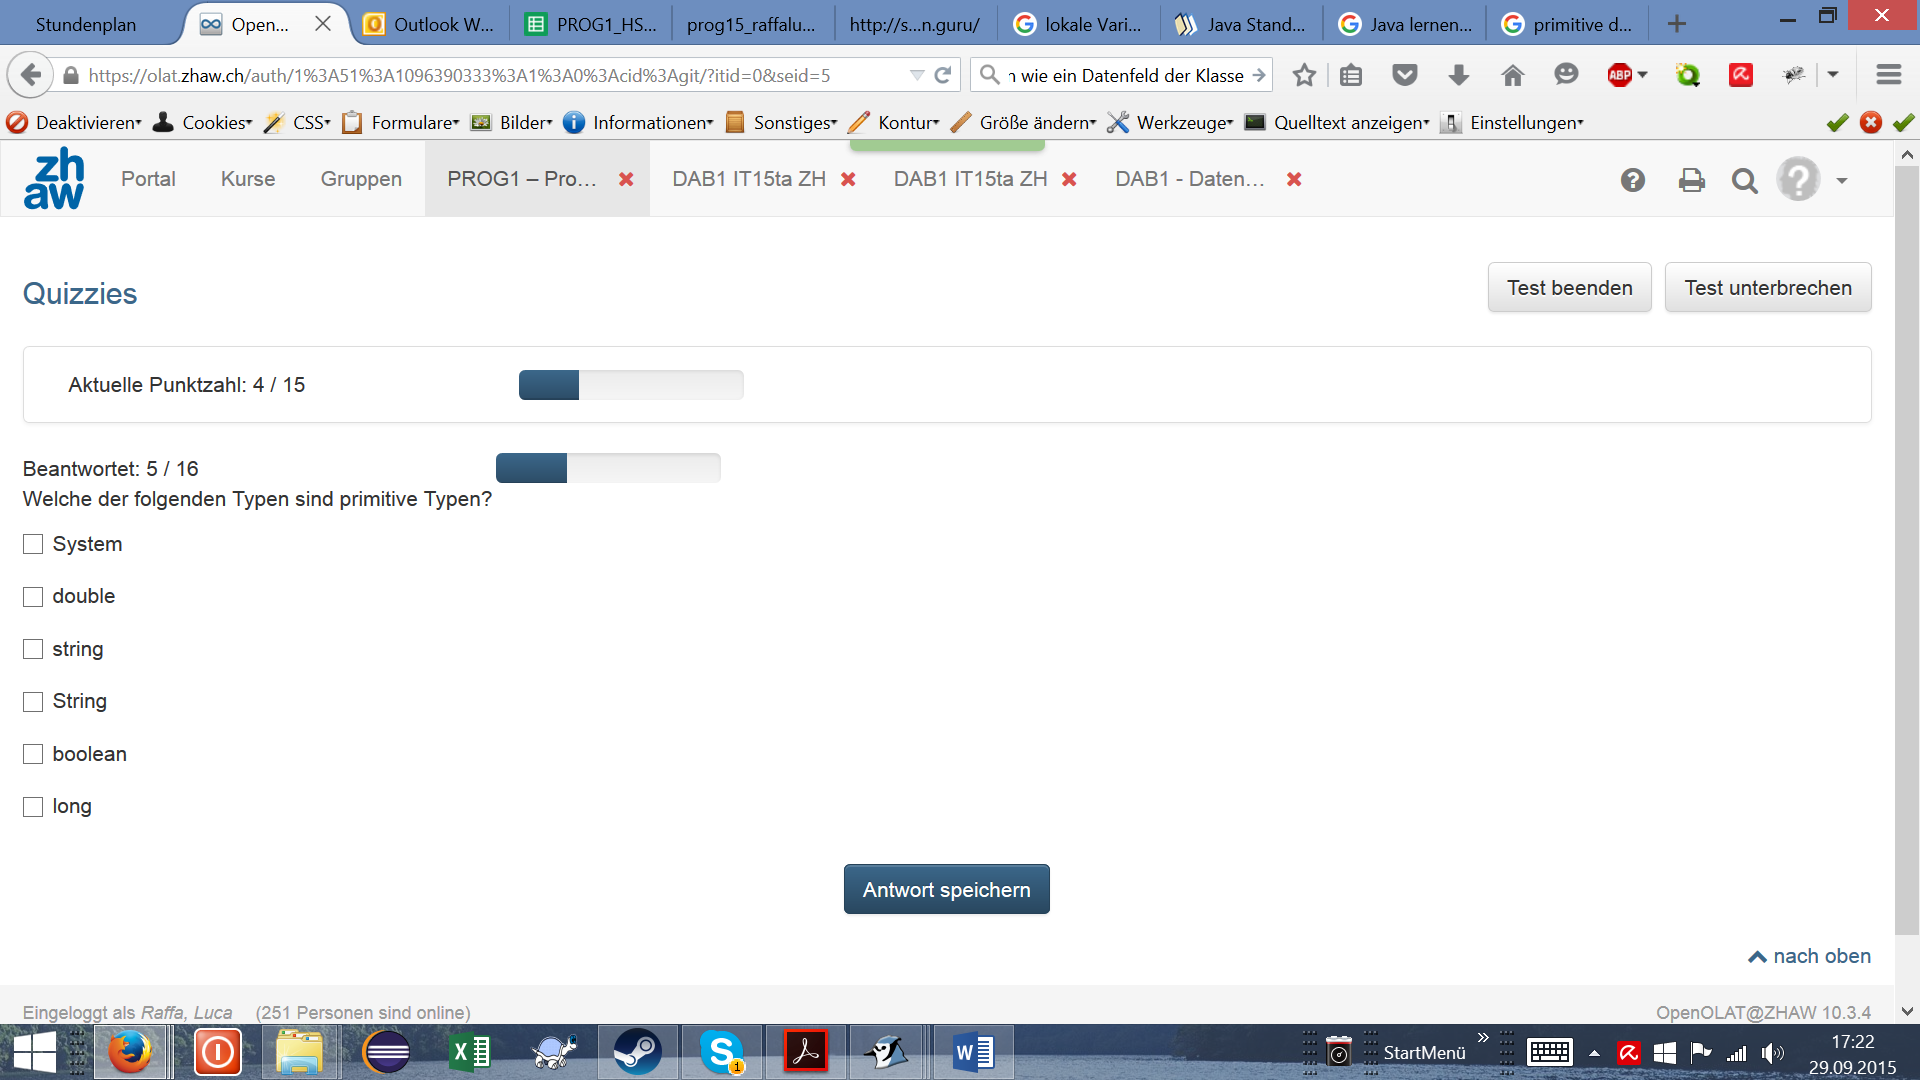 Stundenplan
Open...
Outlook W...
PROG1_HS...
prog15_raffalu...
http://s...n.guru/
lokale Vari...
Java Stand...
Java lernen...
primitive d...
https://olat.zhaw.ch/auth/1%3A51%3A1096390333%3A1%3A0%3Acid%3Agit/?itid=0&seid=5
wie ein Datenfeld der Klasse
ABP
Deaktivieren
Cookies
CSS
Formulare
Bilder
Informationen
Sonstiges
Kontur
Größe ändern
Werkzeuge
Quelltext anzeigen
Einstellungen
zh
aw
Portal
Kurse
Gruppen
PROG1 – Pro...
DAB1 IT15ta ZH
DAB1 IT15ta ZH
DAB1 - Daten...
Quizzies
Test beenden
Test unterbrechen
Aktuelle Punktzahl: 4 / 15
Beantwortet: 5 / 16
Welche der folgenden Typen sind primitive Typen?
System
double
string
String
boolean
long
Antwort speichern
nach oben
Eingeloggt als Raffa, Luca (251 Personen sind online)
OpenOLAT@ZHAW 10.3.4
StartMenü
17:22
29.09.2015